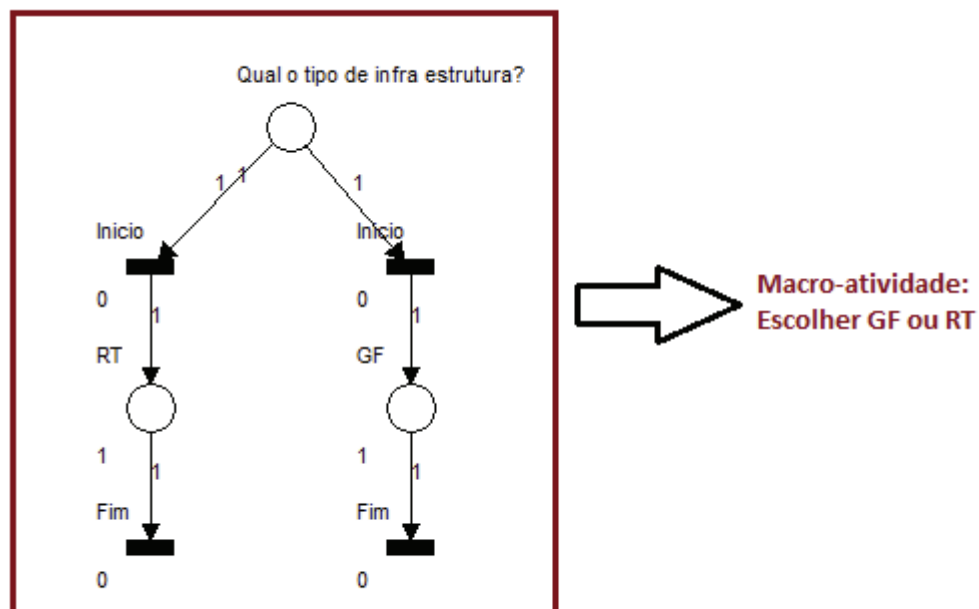 Qual o tipo de infra estrutura?
1 1 1
Inicio Inicio
0 1 0 1
RT GF
1 1 1 1
Fim Fim
0 0
Macro-atividade:
Escolher GF ou RT